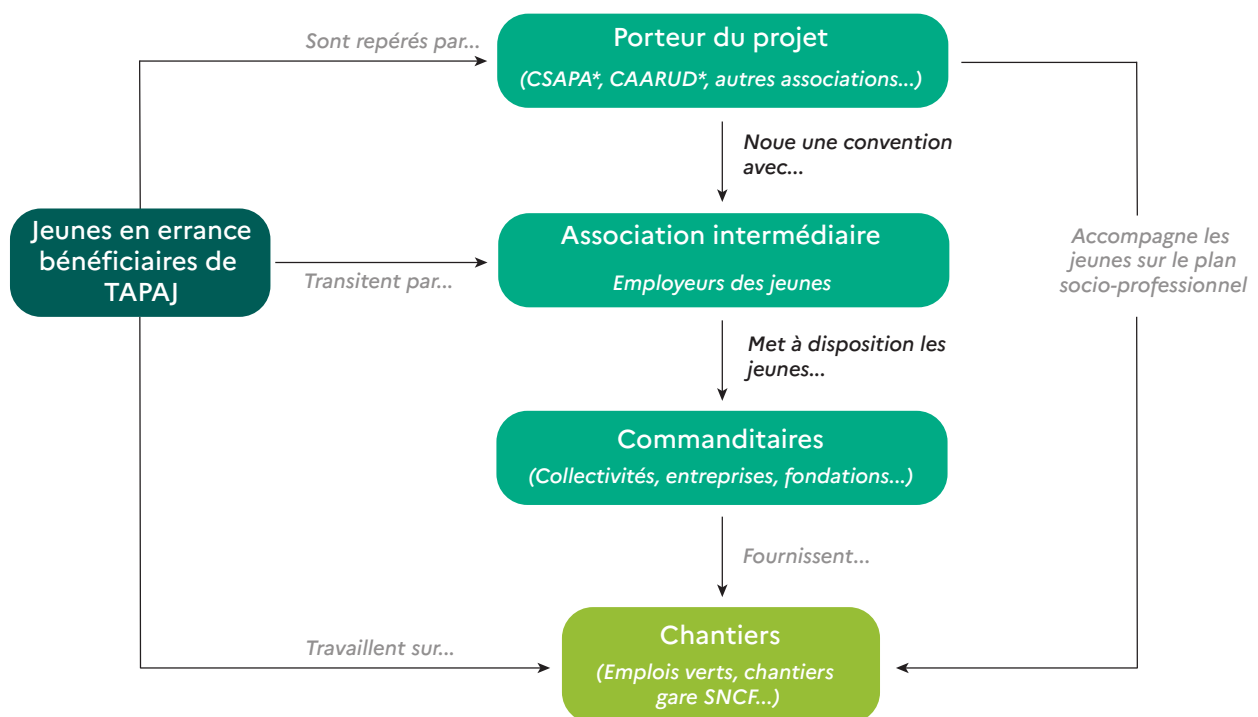 Sont repérés par...
Porteur du projet
(CSAPA*, CAARUD*, autres associations...)
Noue une convention
avec...
Jeunes en errance
bénéficiaires de
TAPAJ
Transitent par...
Association intermédiaire
Employeurs des jeunes
Accompagne les
jeunes sur le plan
socio-professionnel
Met à disposition les
jeunes...
Commanditaires
(Collectivités, entreprises, fondations...)
Fournissent...
Travaillent sur...
Chantiers
(Emplois verts, chantiers
gare SNCF...)